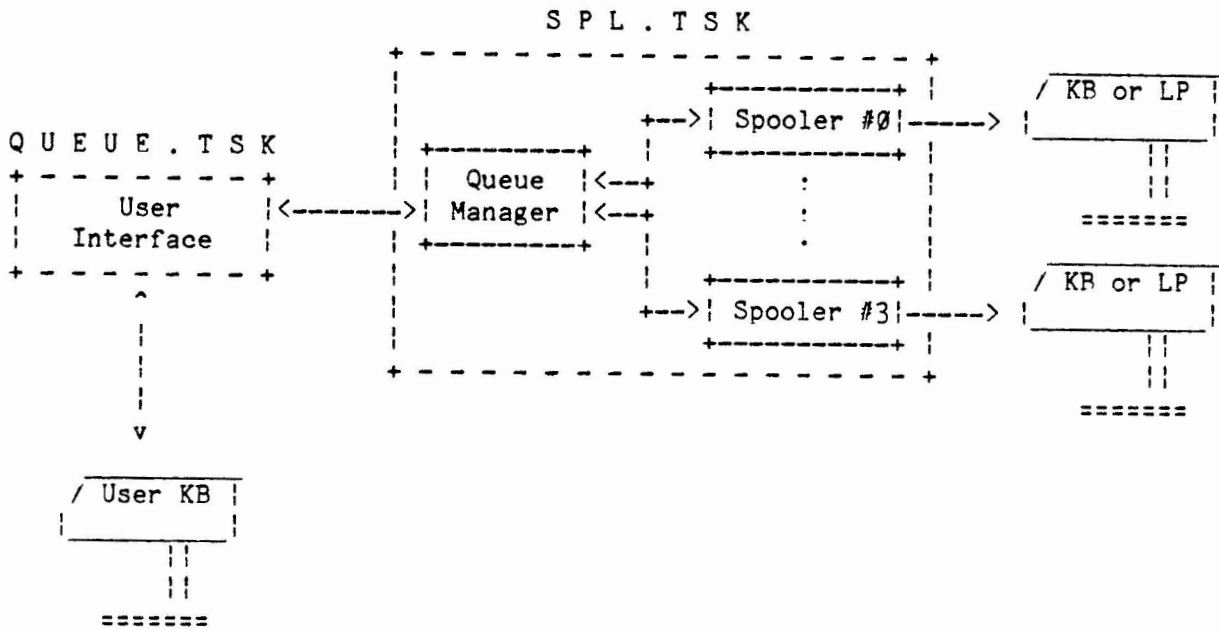 S P L . T S K
/ KB or LP
Spooler #0
Q U E U E . T S K
Queue
Manager
User
Interface
/ KB or LP
Spooler #3
/ User KB